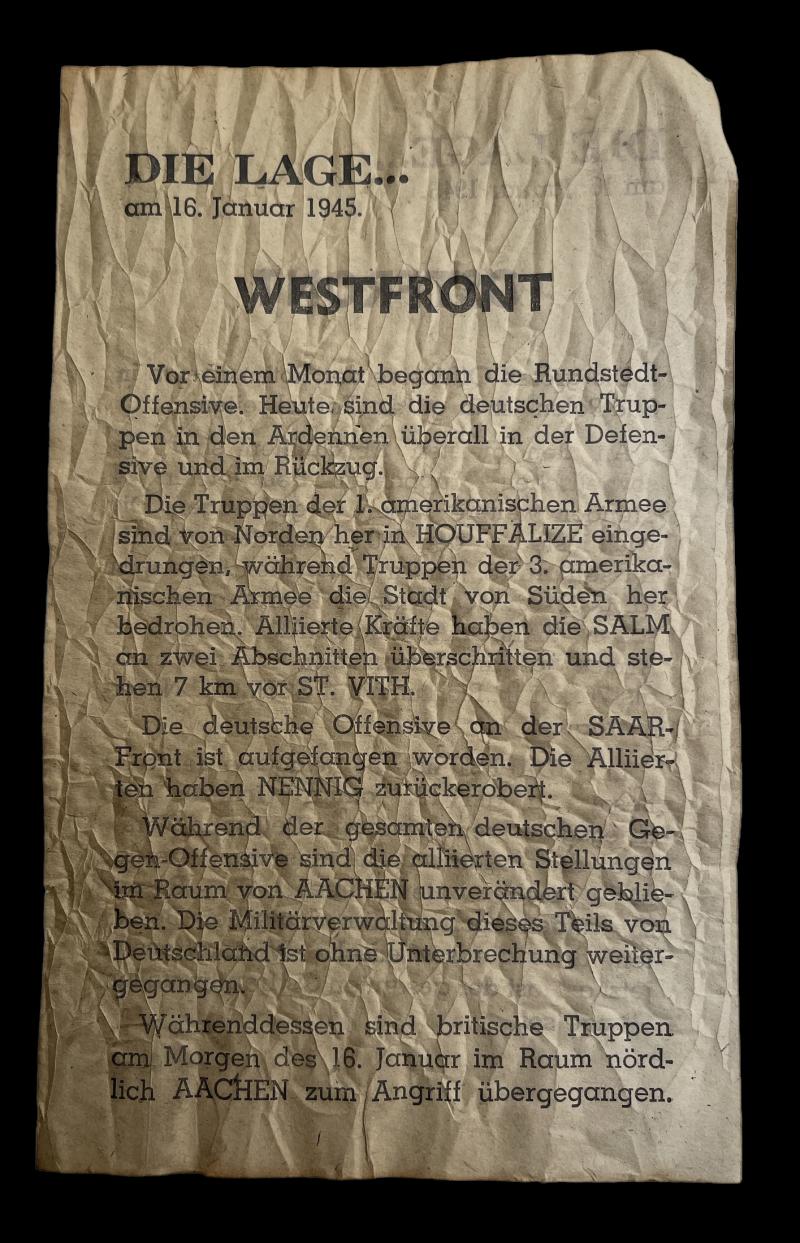 DIE LAGE...
am 16. Januar 1945.
WESTFRONT
Vor einem Monat begann die Rundstedt-
Offensive. Heute sind die deutschen Trup-
pen in den Ardennen überall in der Defen-
sive und im Rückzug.
Die Truppen der 1. amerikanischen Armee
sind von Norden her in HOUFFALIZE einge-
drungen, während Truppen der 3. amerika-
nischen Armee die Stadt von Süden her
bedrohen. Alliierte Kräfte haben die SALM
an zwei Abschnitten überschritten und ste-
hen 7 km vor ST. VITH.
Die deutsche Offensive an der SAAR-
Front ist aufgefangen worden. Die Alliier-
ten haben NENNIG zurückerobert.
Während der gesamten deutschen Ge-
gen-Offensive sind die alliierten Stellungen
im Raum von AACHEN unverändert geblie-
ben. Die Militärverwaltung dieses Teils von
Deutschland ist ohne Unterbrechung weiter-
gegangen.
Währenddessen sind britische Truppen
am Morgen des 16. Januar im Raum nörd-
lich AACHEN zum Angriff übergegangen.